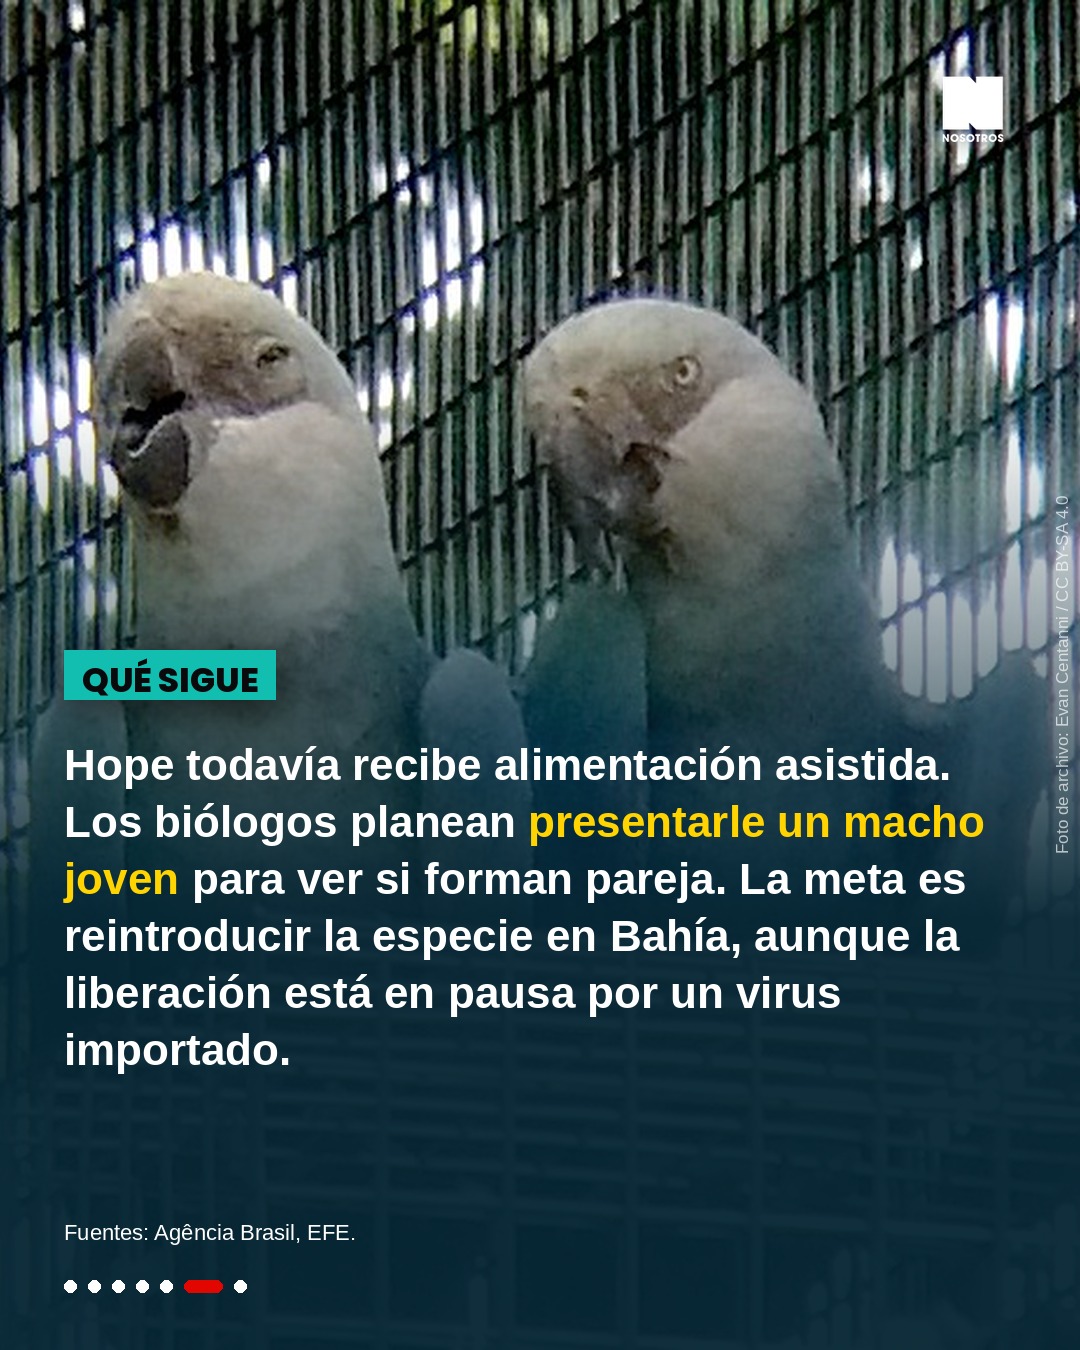 NOSOTROS
Foto de archivo: Evan Centanni / CC BY-SA 4.0
QUÉ SIGUE
Hope todavía recibe alimentación asistida.
Los biólogos planean presentarle un macho
joven para ver si forman pareja. La meta es
reintroducir la especie en Bahía, aunque la
liberación está en pausa por un virus
importado.
Fuentes: Agência Brasil, EFE.